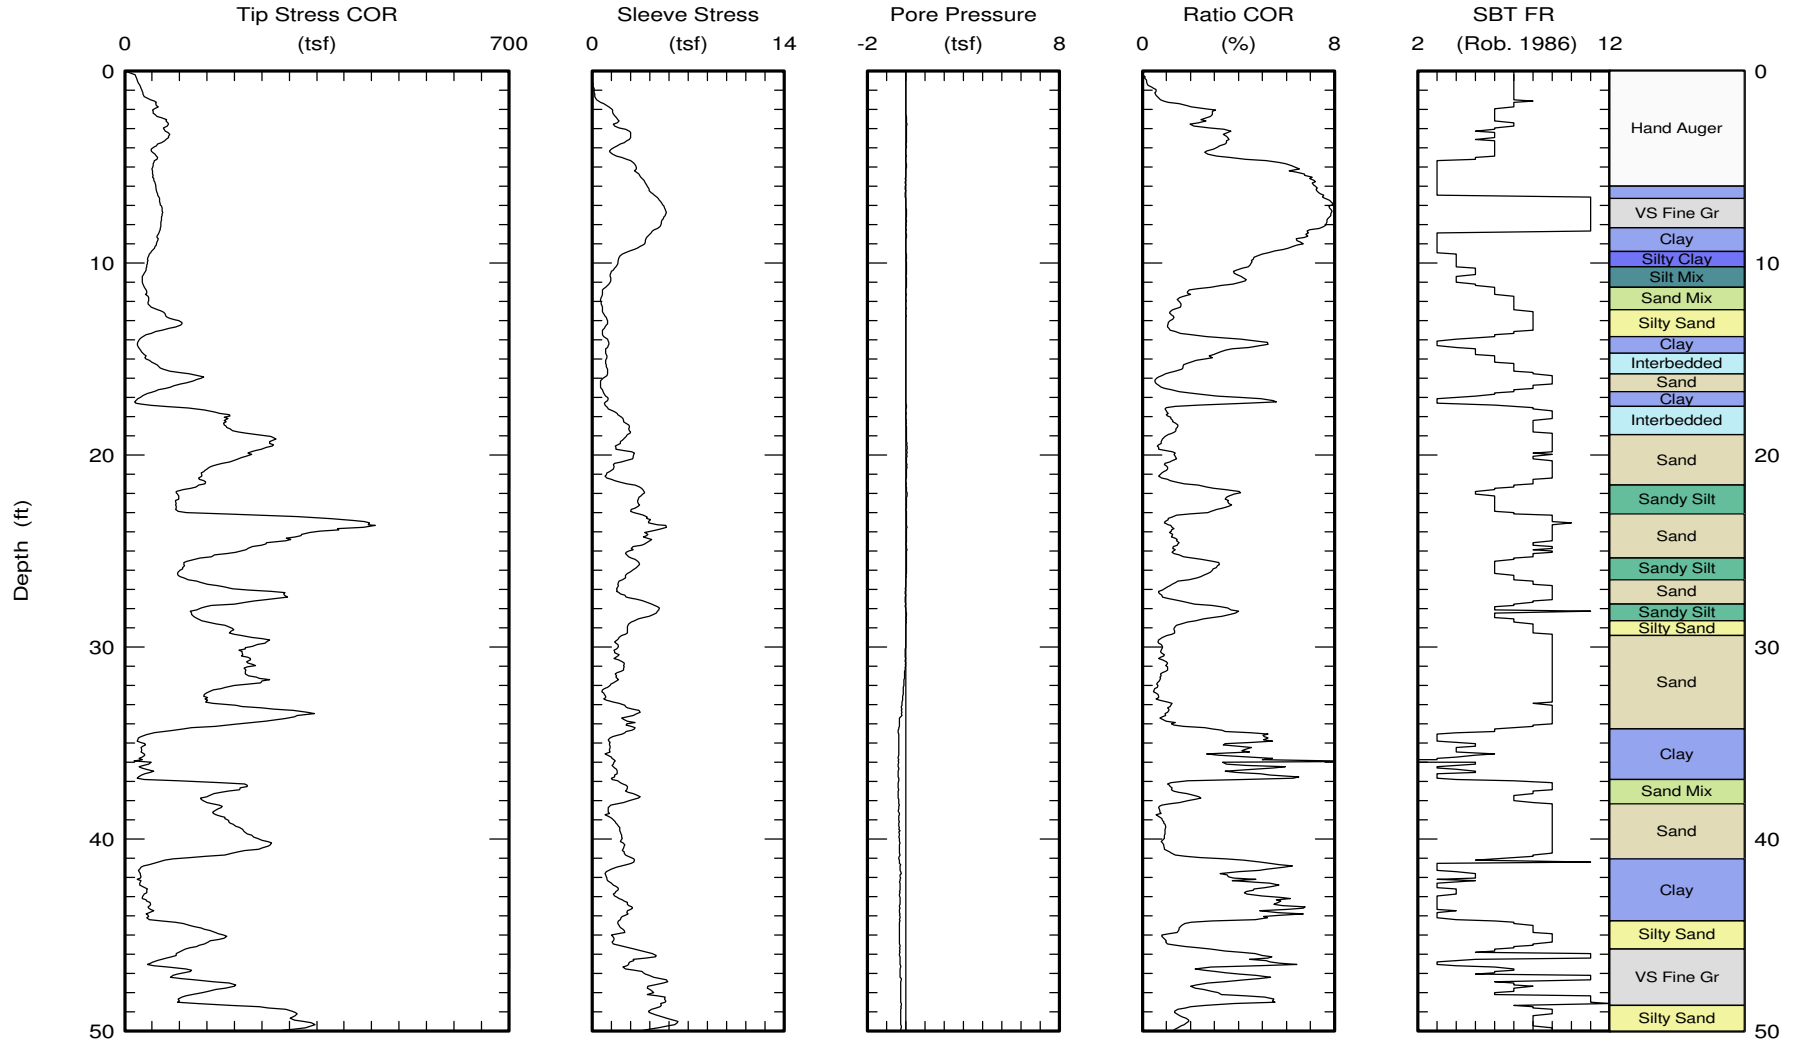 Tip Stress COR Sleeve Stress Pore Pressure Ratio COR SBT FR
0 (tsf) 700 0 (tsf) 14 -2 (tsf) 8 0 (%) 8 2 (Rob. 1986) 12
0 0
Hand Auger
VS Fine Gr
Clay
Silty Clay
10 10
Silt Mix
Sand Mix
Silty Sand
Clay
Interbedded
Sand
Clay
Interbedded
20 Sand 20
Sandy Silt
Sand
Depth (ft)
Sandy Silt
Sand
Sandy Silt
Silty Sand
30 30
Sand
Clay
Sand Mix
Sand
40 40
Clay
Silty Sand
VS Fine Gr
Silty Sand
50 50